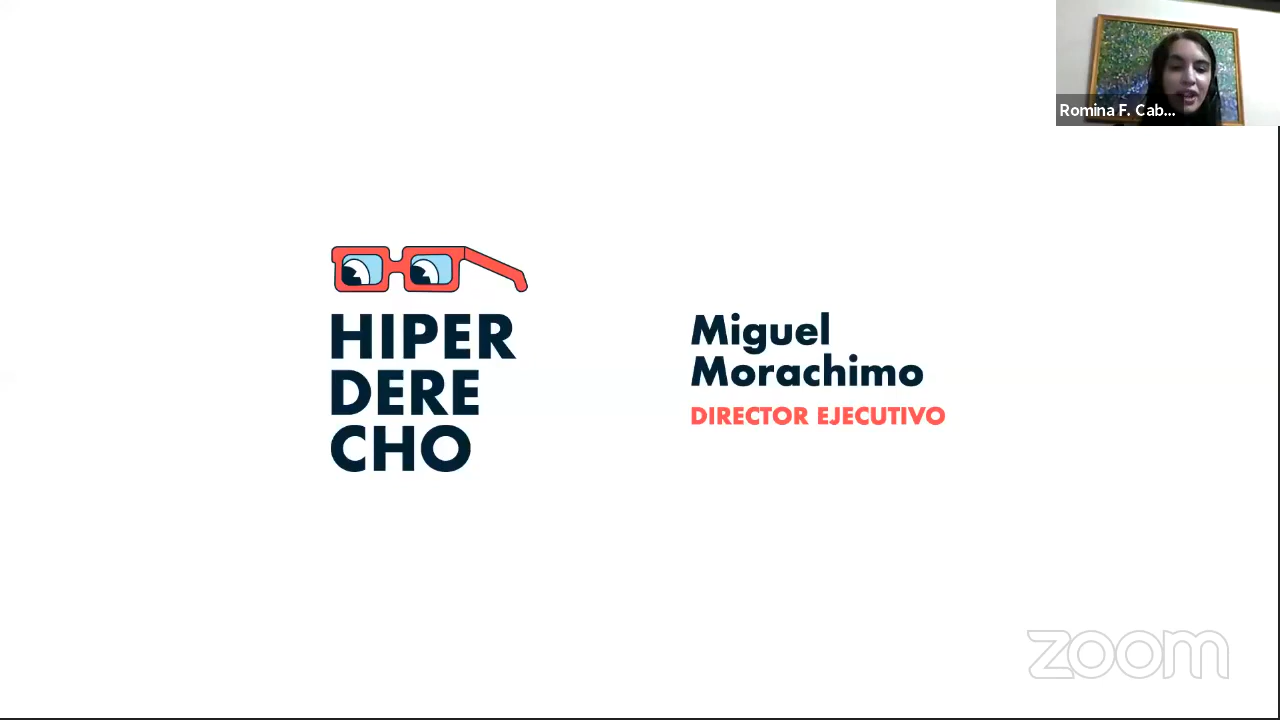 Romina F. Cab...
HIPER
DERE
CHO
Miguel
Morachimo
DIRECTOR EJECUTIVO
zoom